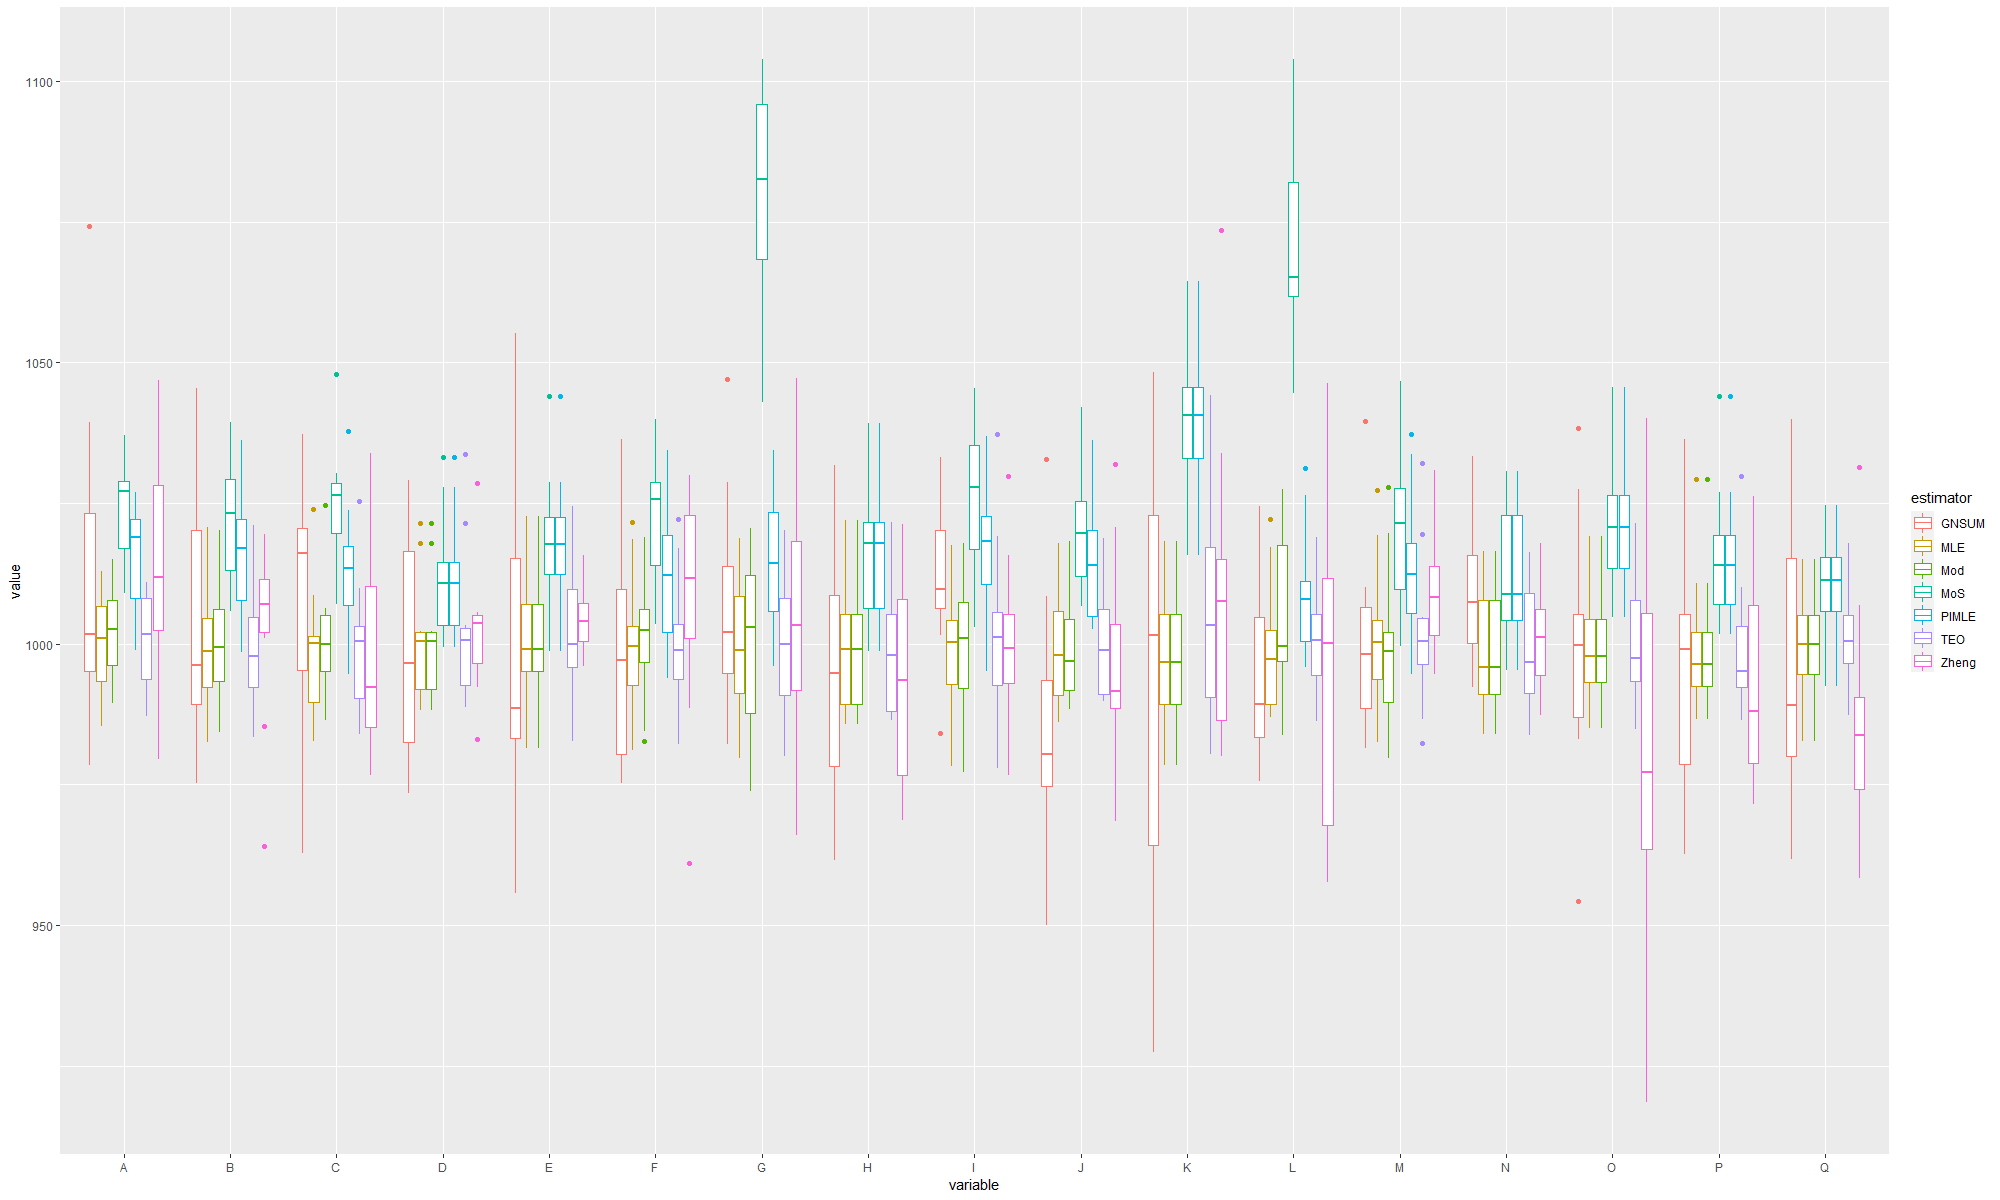 1100
1050
1000
950
value
A B C D E F G H I J K L M N O P Q
variable
estimator
GNSUM
MLE
Mod
MoS
PIMLE
TEO
Zheng